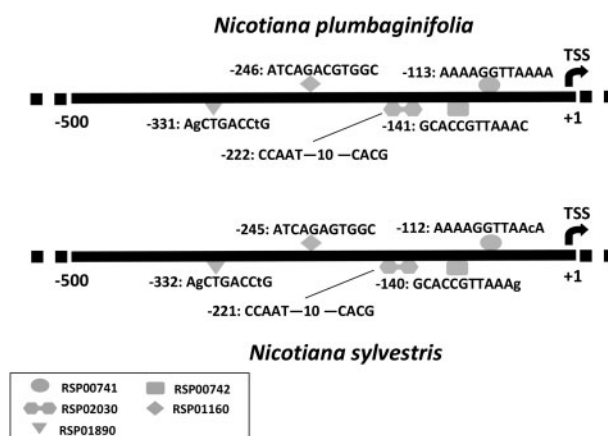 Nicotiana plumbaginifolia
TSS
-246: ATCAGACGTGGC
-113: AAAAGGTTAAAA
-500
-331: AgCTGACCtG
-141: GCACCGTTAAAC
+1
-222: CCAAT—10 —CACG
TSS
-245: ATCAGAGTGGC
-112: AAAAGGTTAAcA
-500
-332: AgCTGACCtG
-140: GCACCGTTAAAg
+1
-221: CCAAT—10 —CACG
Nicotiana sylvestris
RSP00741
RSP00742
RSP02030
RSP01160
RSP01890